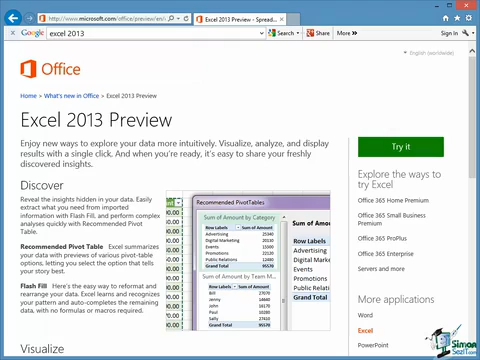 http://www.microsoft.com/office/preview/en/
Excel 2013 Preview - Spread...
Google excel 2013 Search Share More »
Sign In
English (worldwide)
Office
Home > What's new in Office > Excel 2013 Preview
Excel 2013 Preview
Enjoy new ways to explore your data more intuitively. Visualize, analyze, and display
results with a single click. And when you're ready, it's easy to share your freshly
discovered insights.
Discover
Reveal the insights hidden in your data. Easily
extract what you need from imported
information with Flash Fill, and perform complex
analyses quickly with Recommended Pivot
Table.
Recommended Pivot Table Excel summarizes
your data with previews of various pivot-table
options, letting you select the option that tells
your story best.
Flash Fill Here's the easy way to reformat and
rearrange your data. Excel learns and recognizes
your pattern and auto-completes the remaining
data, with no formulas or macros required.
Visualize
Recommended PivotTables
Sum of Amount by Category
Row Labels Sum of Amount
Advertising
Digital Marketing
Events
Promotions
Public Relations
Grand Total
Sum of Amount by Team M...
Row Labels Sum of Amount
Bill
Jenny
John
Paul
Sally
Grand Total
Sum of Amo
Row Labels
Advertising
Digital Market
Events
Promotions
Public Relatio
Grand Total
Try it
Explore the ways to
try Excel
Office 365 Home Premium
Office 365 Small Business
Premium
Office 365 ProPlus
Office 365 Enterprise
Servers and more
More applications
Word
Excel
PowerPoint
Simon
SezIT.com